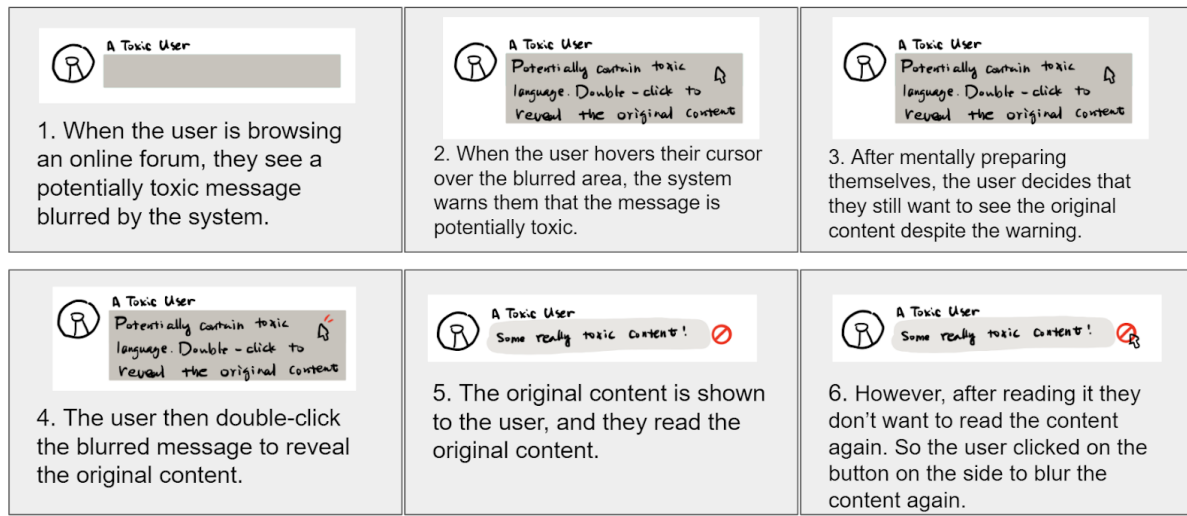 A Toxic User
1. When the user is browsing
an online forum, they see a
potentially toxic message
blurred by the system.
A Toxic User
Potentially contain toxic
language. Double-click to
reveal the original content
2. When the user hovers their cursor
over the blurred area, the system
warns them that the message is
potentially toxic.
A Toxic User
Potentially contain toxic
language. Double-click to
reveal the original content
3. After mentally preparing
themselves, the user decides that
they still want to see the original
content despite the warning.
A Toxic User
Potentially contain toxic
language. Double-click to
reveal the original content
4. The user then double-click
the blurred message to reveal
the original content.
A Toxic User
Some really toxic content!
5. The original content is shown
to the user, and they read the
original content.
A Toxic User
Some really toxic content!
6. However, after reading it they
don’t want to read the content
again. So the user clicked on the
button on the side to blur the
content again.